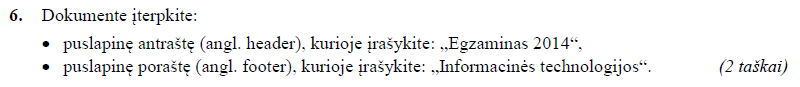 6. Dokumente įterpkite:
• puslapinę antraštę (angl. header), kurioje įrašykite: „Egzaminas 2014“,
• puslapinę poraštę (angl. footer), kurioje įrašykite: „Informacinės technologijos“. (2 taškai)